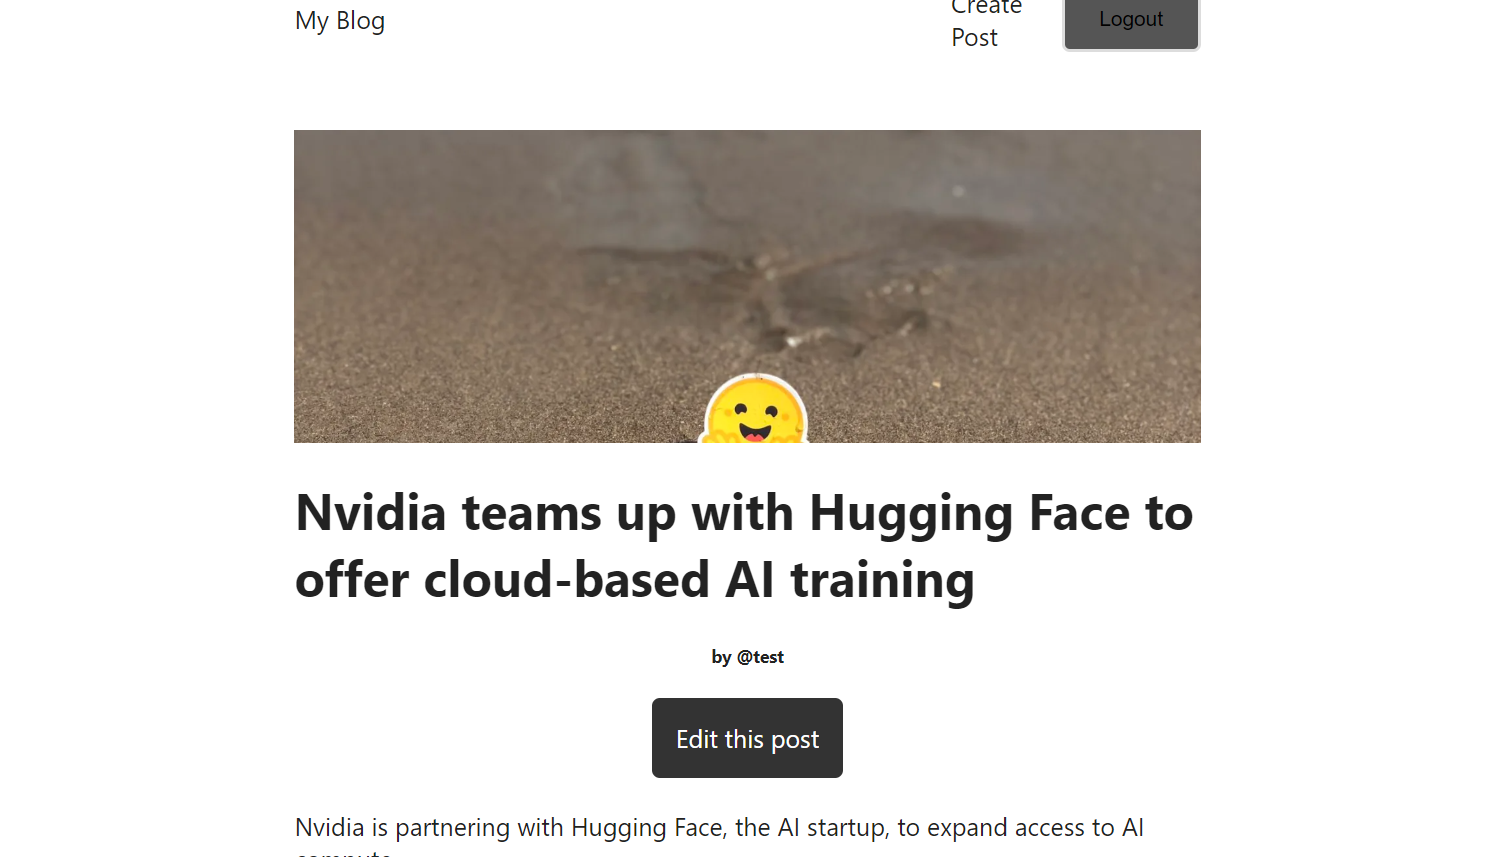 My Blog
Create
Post
Logout
Nvidia teams up with Hugging Face to
offer cloud-based AI training
by @test
Edit this post
Nvidia is partnering with Hugging Face, the AI startup, to expand access to AI
compute